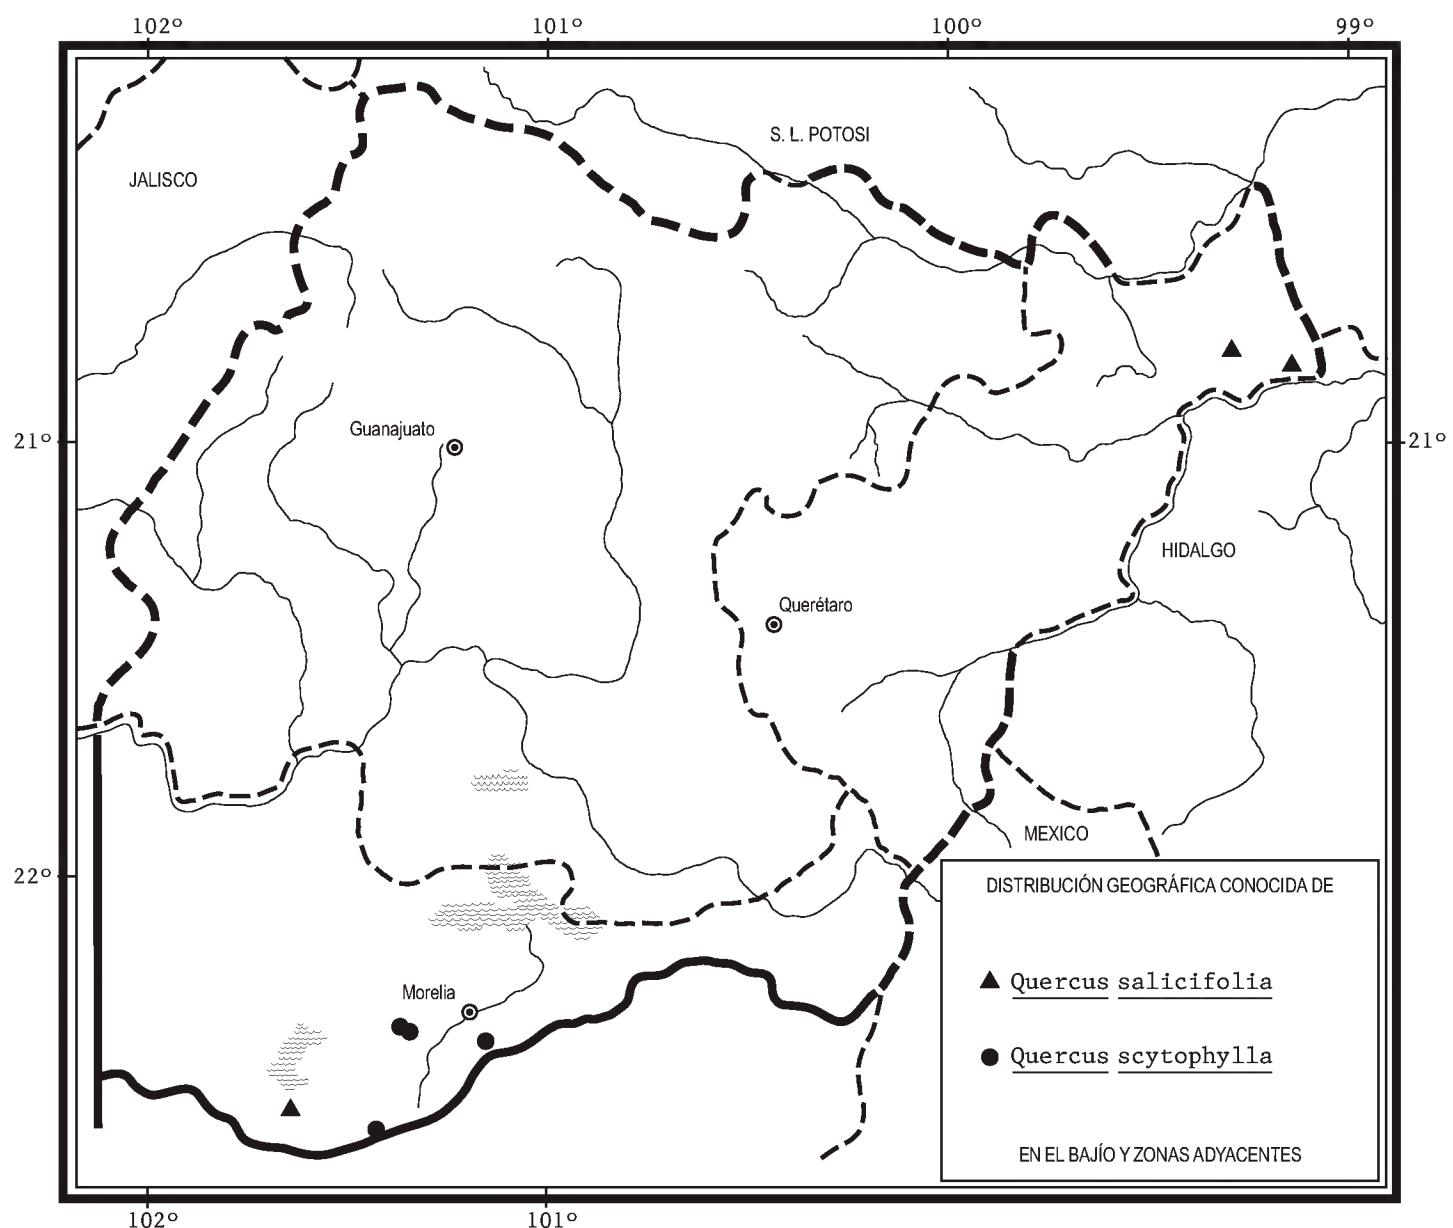 102º 101º 100º 99º
S. L. POTOSI
JALISCO
Guanajuato
21º 21º
HIDALGO
Querétaro
MEXICO
22º
DISTRIBUCIÓN GEOGRÁFICA CONOCIDA DE
Quercus salicifolia
Morelia
Quercus scytophylla
EN EL BAJÍO Y ZONAS ADYACENTES
102º 101º